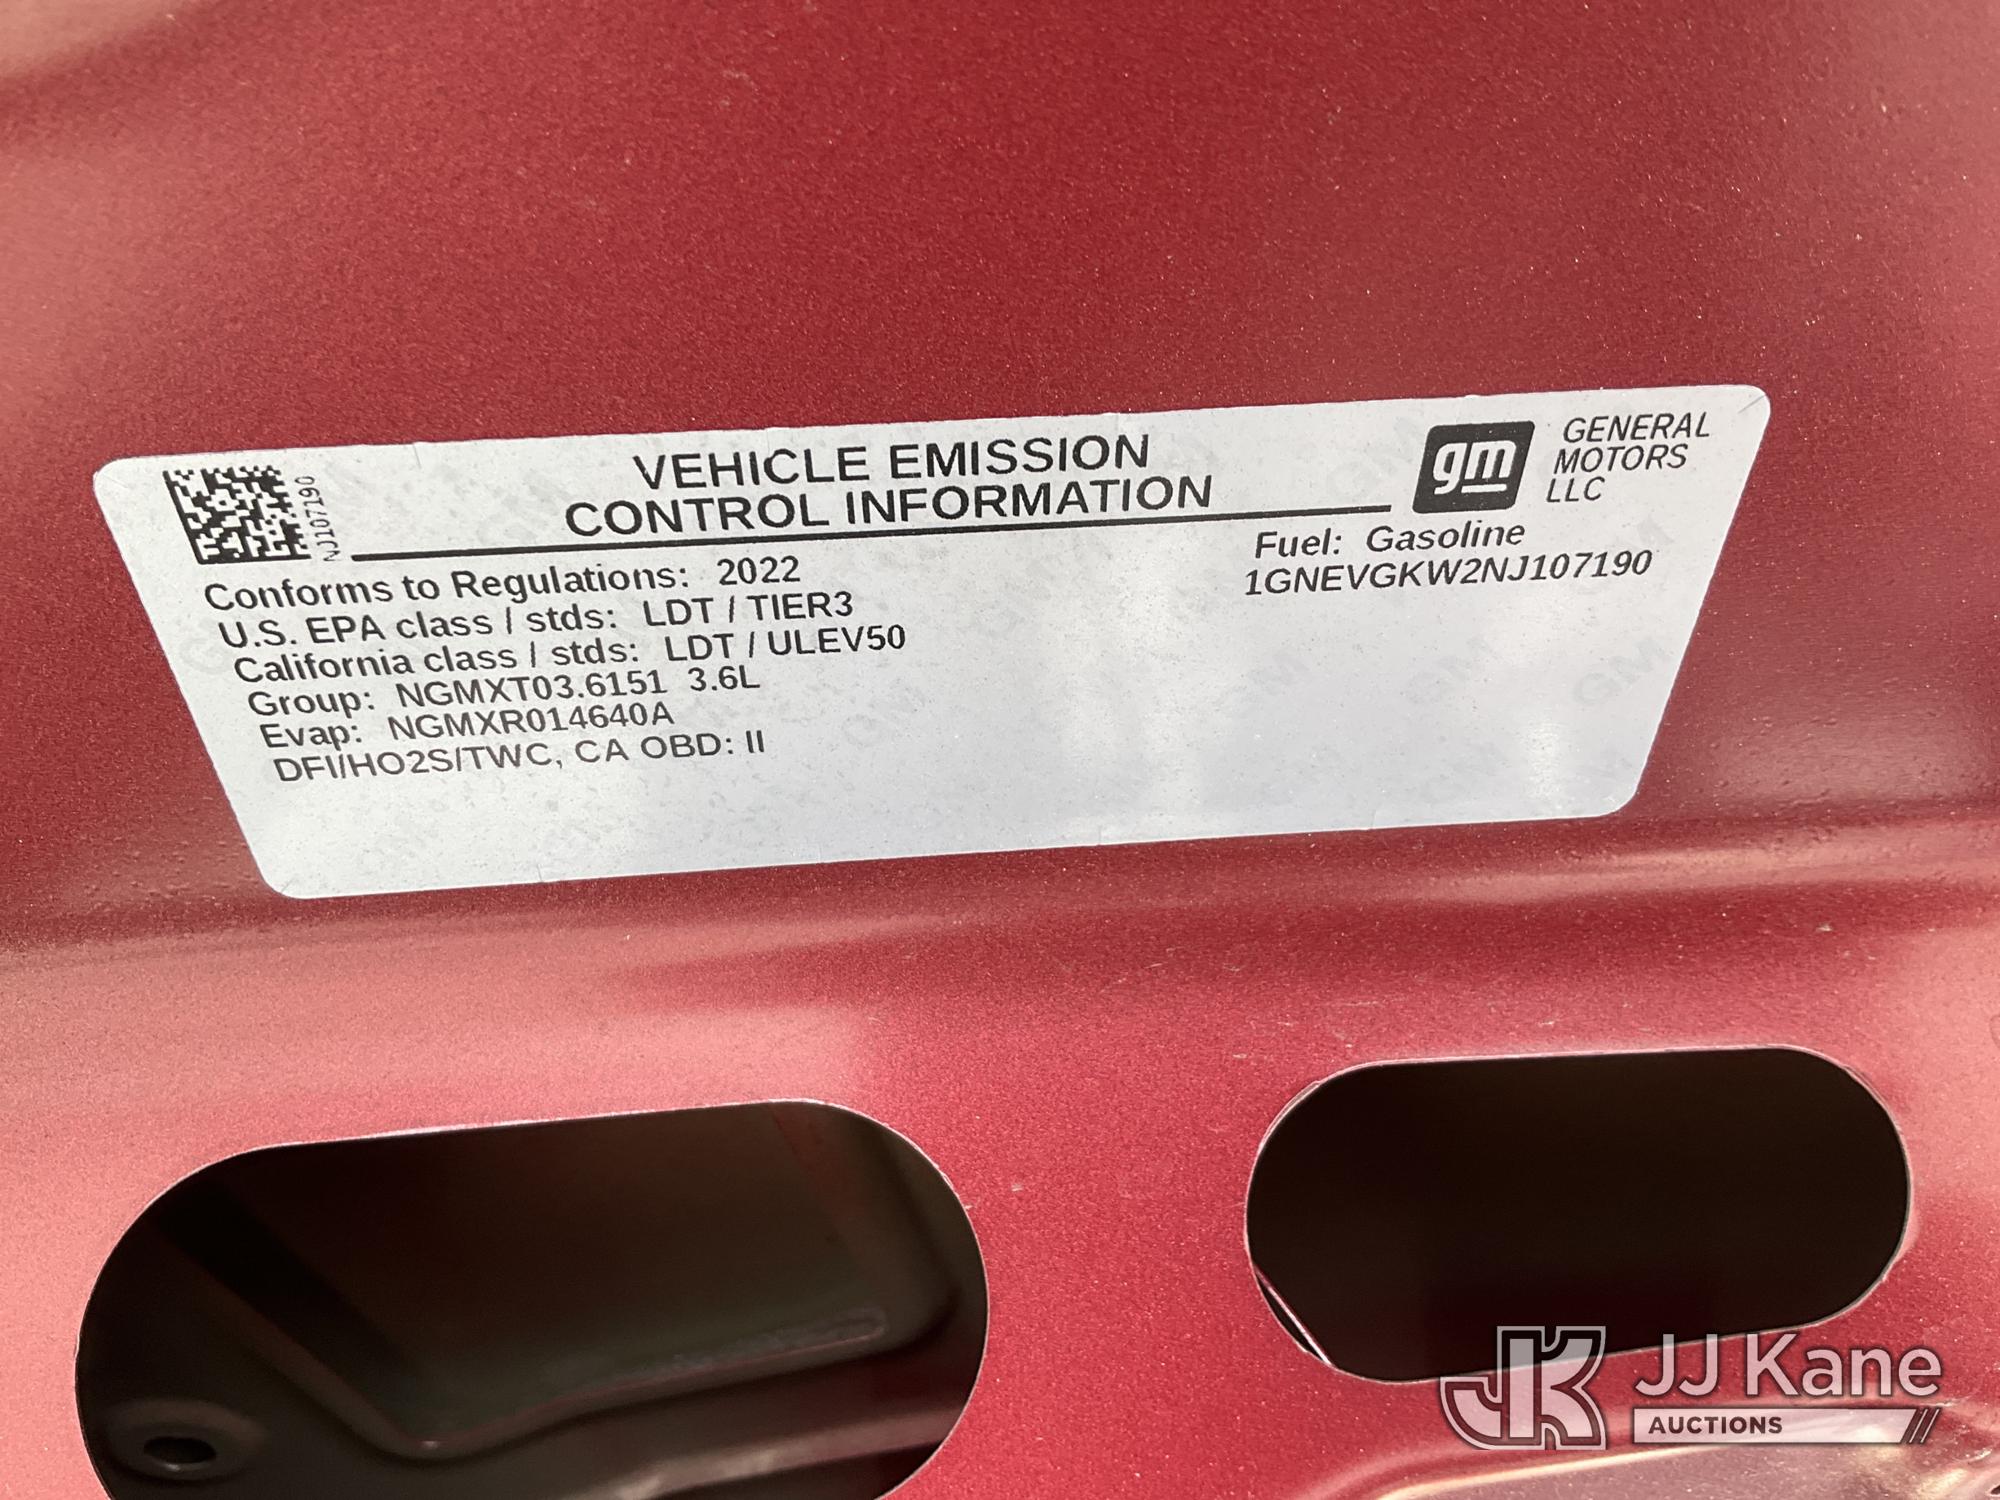 NJ107190
VEHICLE EMISSION
CONTROL INFORMATION
gm
GENERAL
MOTORS
LLC
Conforms to Regulations: 2022
U.S. EPA class / stds: LDT / TIER3
California class / stds: LDT / ULEV50
Group: NGMXT03.6151 3.6L
Evap: NGMXR014640A
DFI/HO2S/TWC, CA OBD: II
Fuel: Gasoline
1GNEVGKW2NJ107190
JK
JJ Kane
AUCTIONS